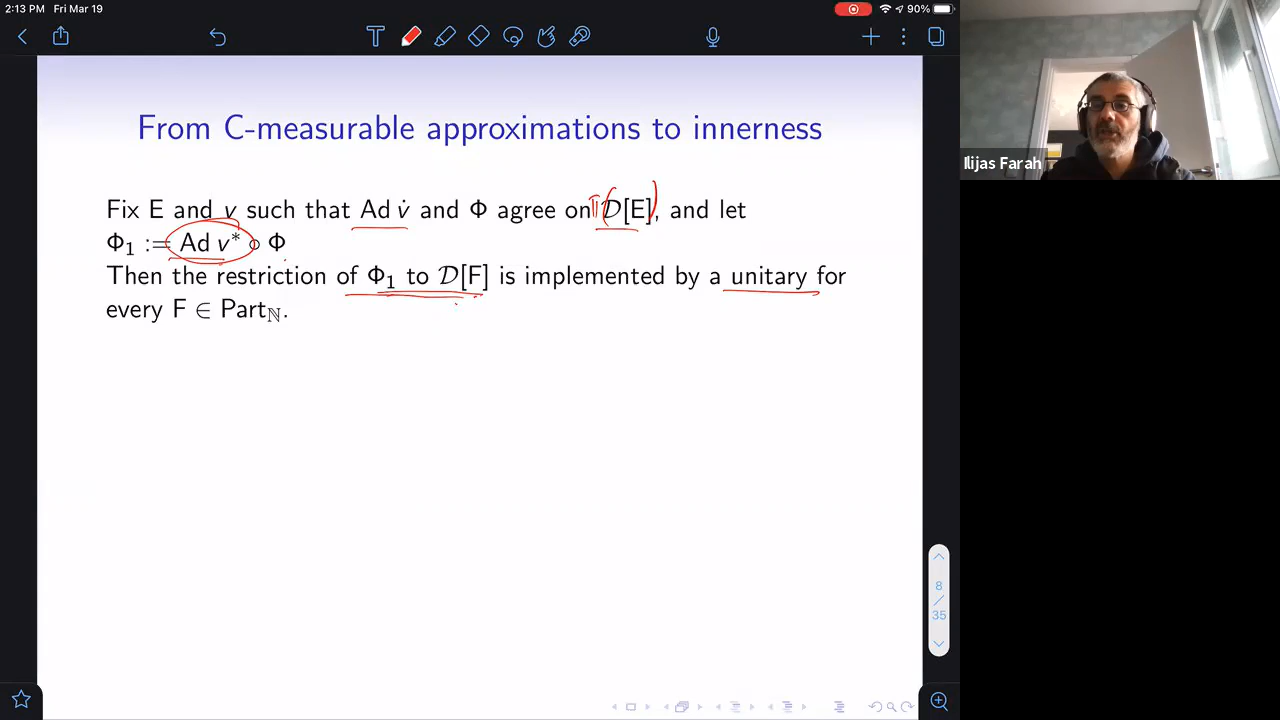 2:13 PM Fri Mar 19
90%
From C-measurable approximations to innerness
Fix E and v such that Ad v̇ and Φ agree on π(𝒟[E]), and let
Φ₁ := Ad v* ∘ Φ
Then the restriction of Φ₁ to 𝒟[F] is implemented by a unitary for
every F ∈ Partℕ.
Ilijas Farah
8
/
35